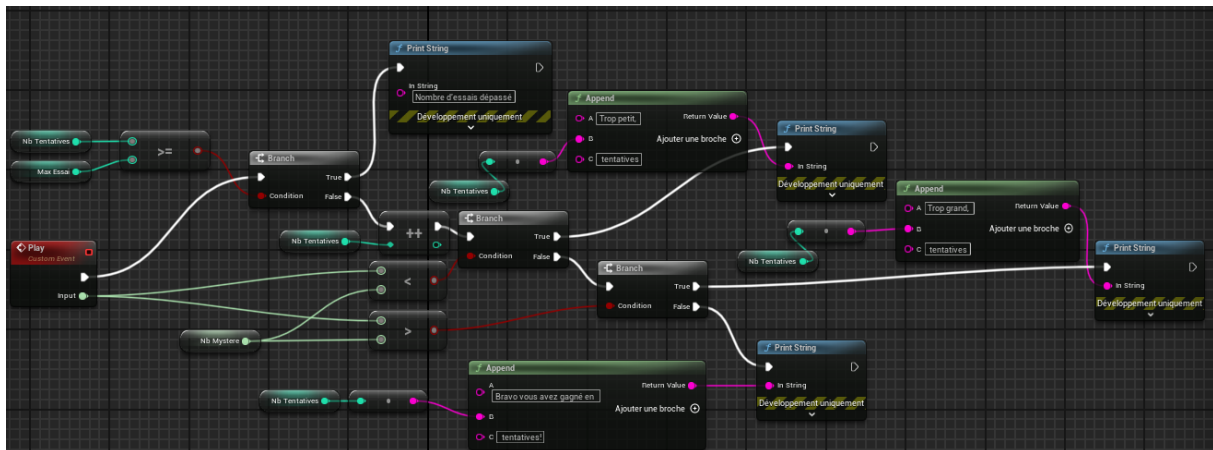 Print String
In String
Nombre d'essais dépassé
Développement uniquement
Nb Tentatives
Max Essai
>=
Branch
Condition
True
False
Play
Custom Event
Input
Nb Tentatives
++
Nb Mystere
<
>
Branch
Condition
True
False
Append
A Trop petit,
B
C tentatives
Return Value
Ajouter une broche
Nb Tentatives
Print String
In String
Développement uniquement
Branch
Condition
True
False
Append
A Trop grand,
B
C tentatives
Return Value
Ajouter une broche
Nb Tentatives
Print String
In String
Développement uniquement
Nb Tentatives
Append
A
Bravo vous avez gagné en
B
C tentatives!
Return Value
Ajouter une broche
Print String
In String
Développement uniquement